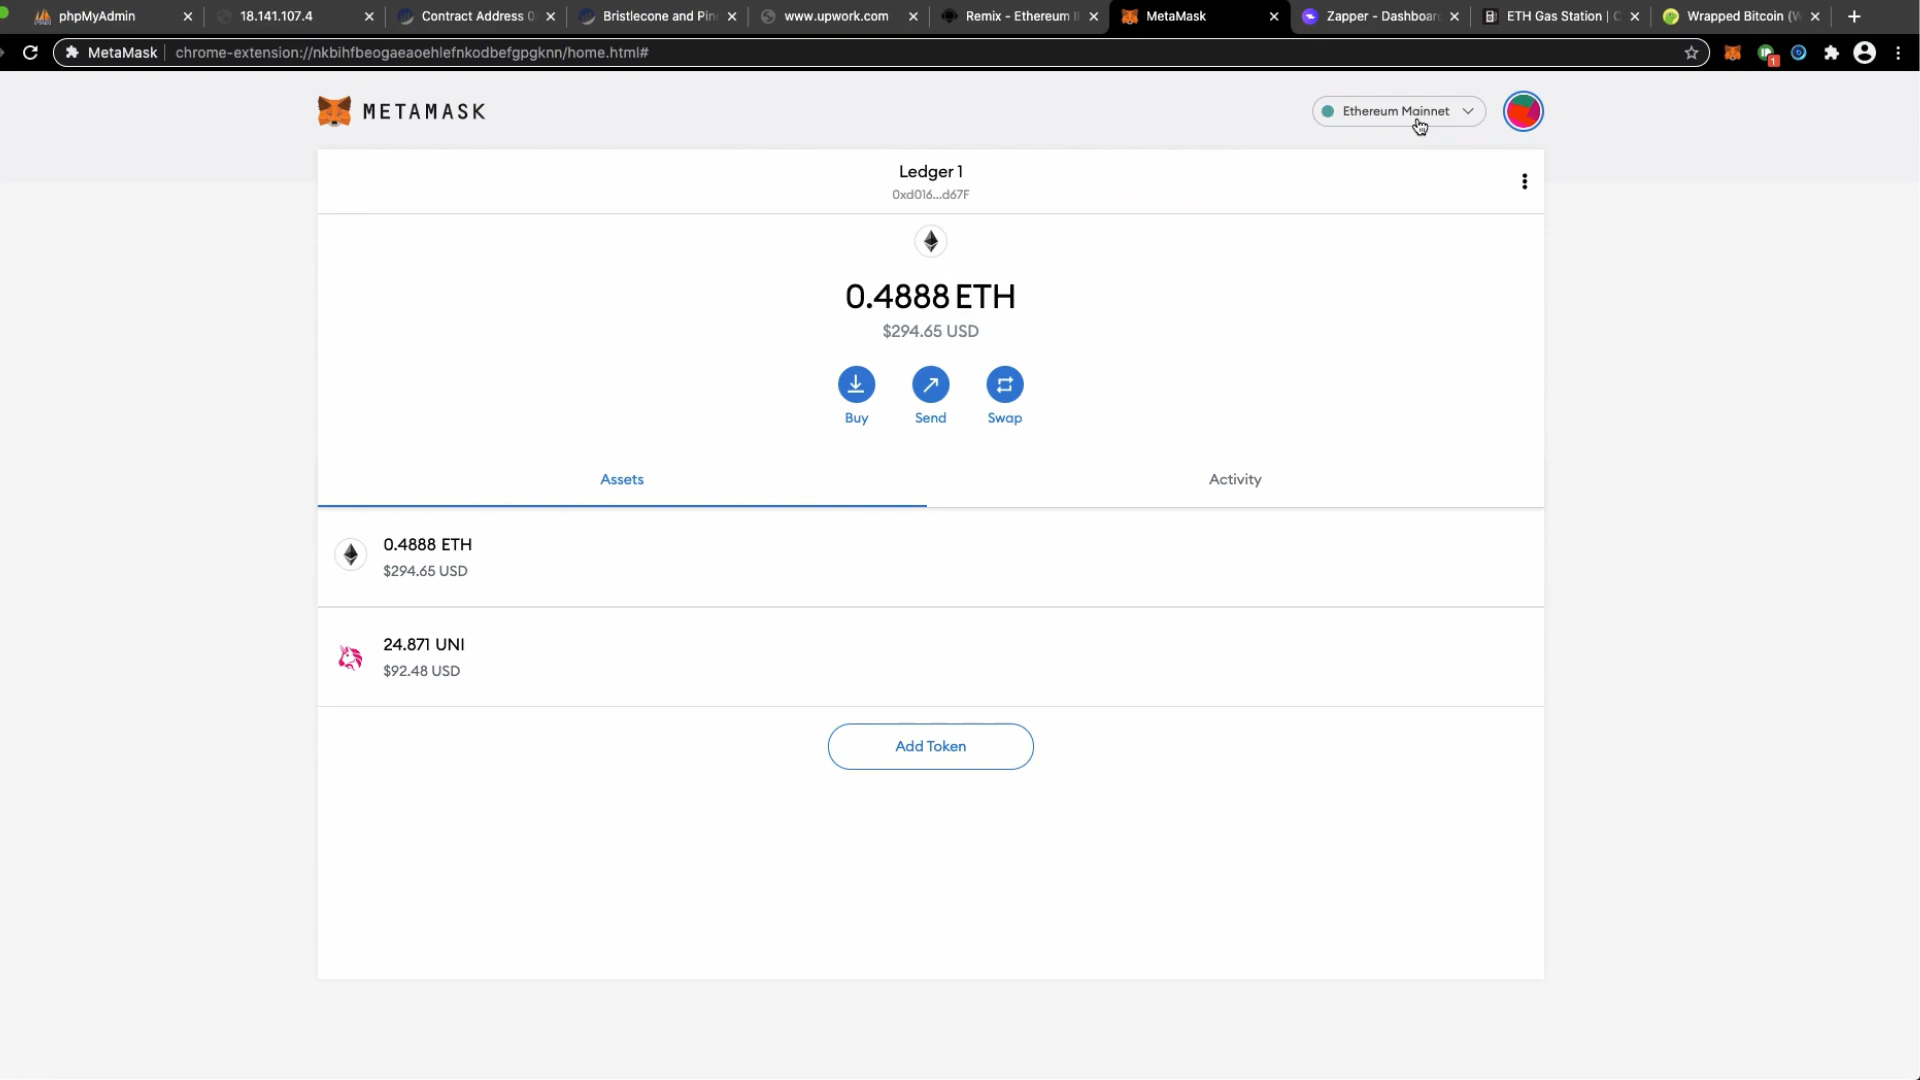 phpMyAdmin
18.141.107.4
Contract Address 0
Bristlecone and Pin
www.upwork.com
Remix - Ethereum I
MetaMask
Zapper - Dashboar
ETH Gas Station | C
Wrapped Bitcoin (W
MetaMask
chrome-extension://nkbihfbeogaeaoehlefnkodbefgpgknn/home.html#
1
METAMASK
Ethereum Mainnet
Ledger 1
0xd016...d67F
0.4888 ETH
$294.65 USD
Buy
Send
Swap
Assets
Activity
0.4888 ETH
$294.65 USD
24.871 UNI
$92.48 USD
Add Token